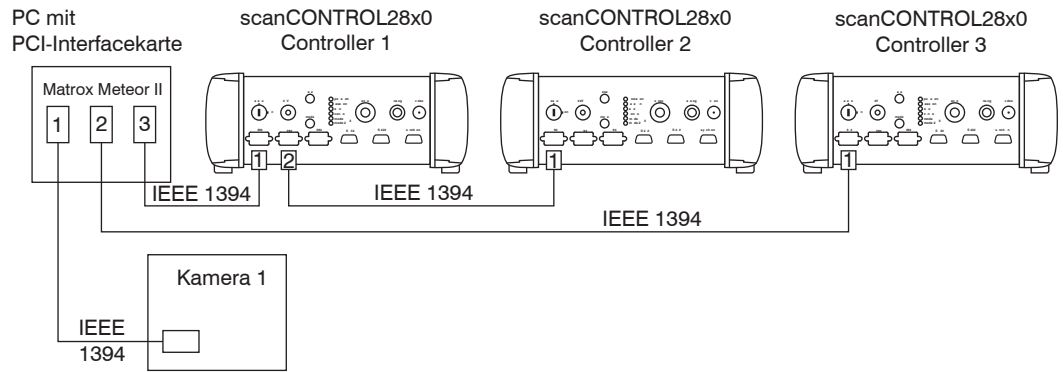 PC mit
PCI-Interfacekarte
scanCONTROL28x0
Controller 1
scanCONTROL28x0
Controller 2
scanCONTROL28x0
Controller 3
Matrox Meteor II
1
2
3
1
2
1
1
IEEE 1394
IEEE 1394
IEEE 1394
Kamera 1
IEEE
1394